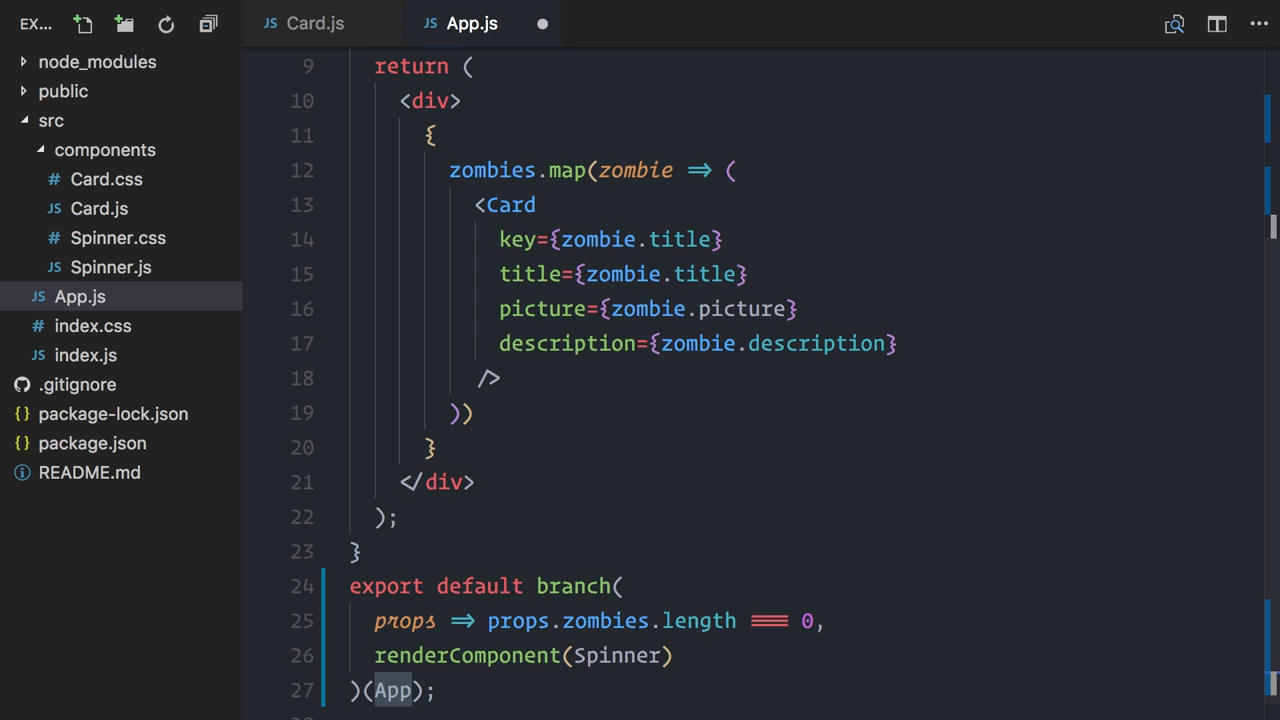 EX...
Card.js
App.js
node_modules
public
src
components
Card.css
Card.js
Spinner.css
Spinner.js
App.js
index.css
index.js
.gitignore
package-lock.json
package.json
README.md
9 return (
10 <div>
11 {
12 zombies.map(zombie => (
13 <Card
14 key={zombie.title}
15 title={zombie.title}
16 picture={zombie.picture}
17 description={zombie.description}
18 />
19 ))
20 }
21 </div>
22 );
23 }
24 export default branch(
25 props => props.zombies.length === 0,
26 renderComponent(Spinner)
27 )(App);